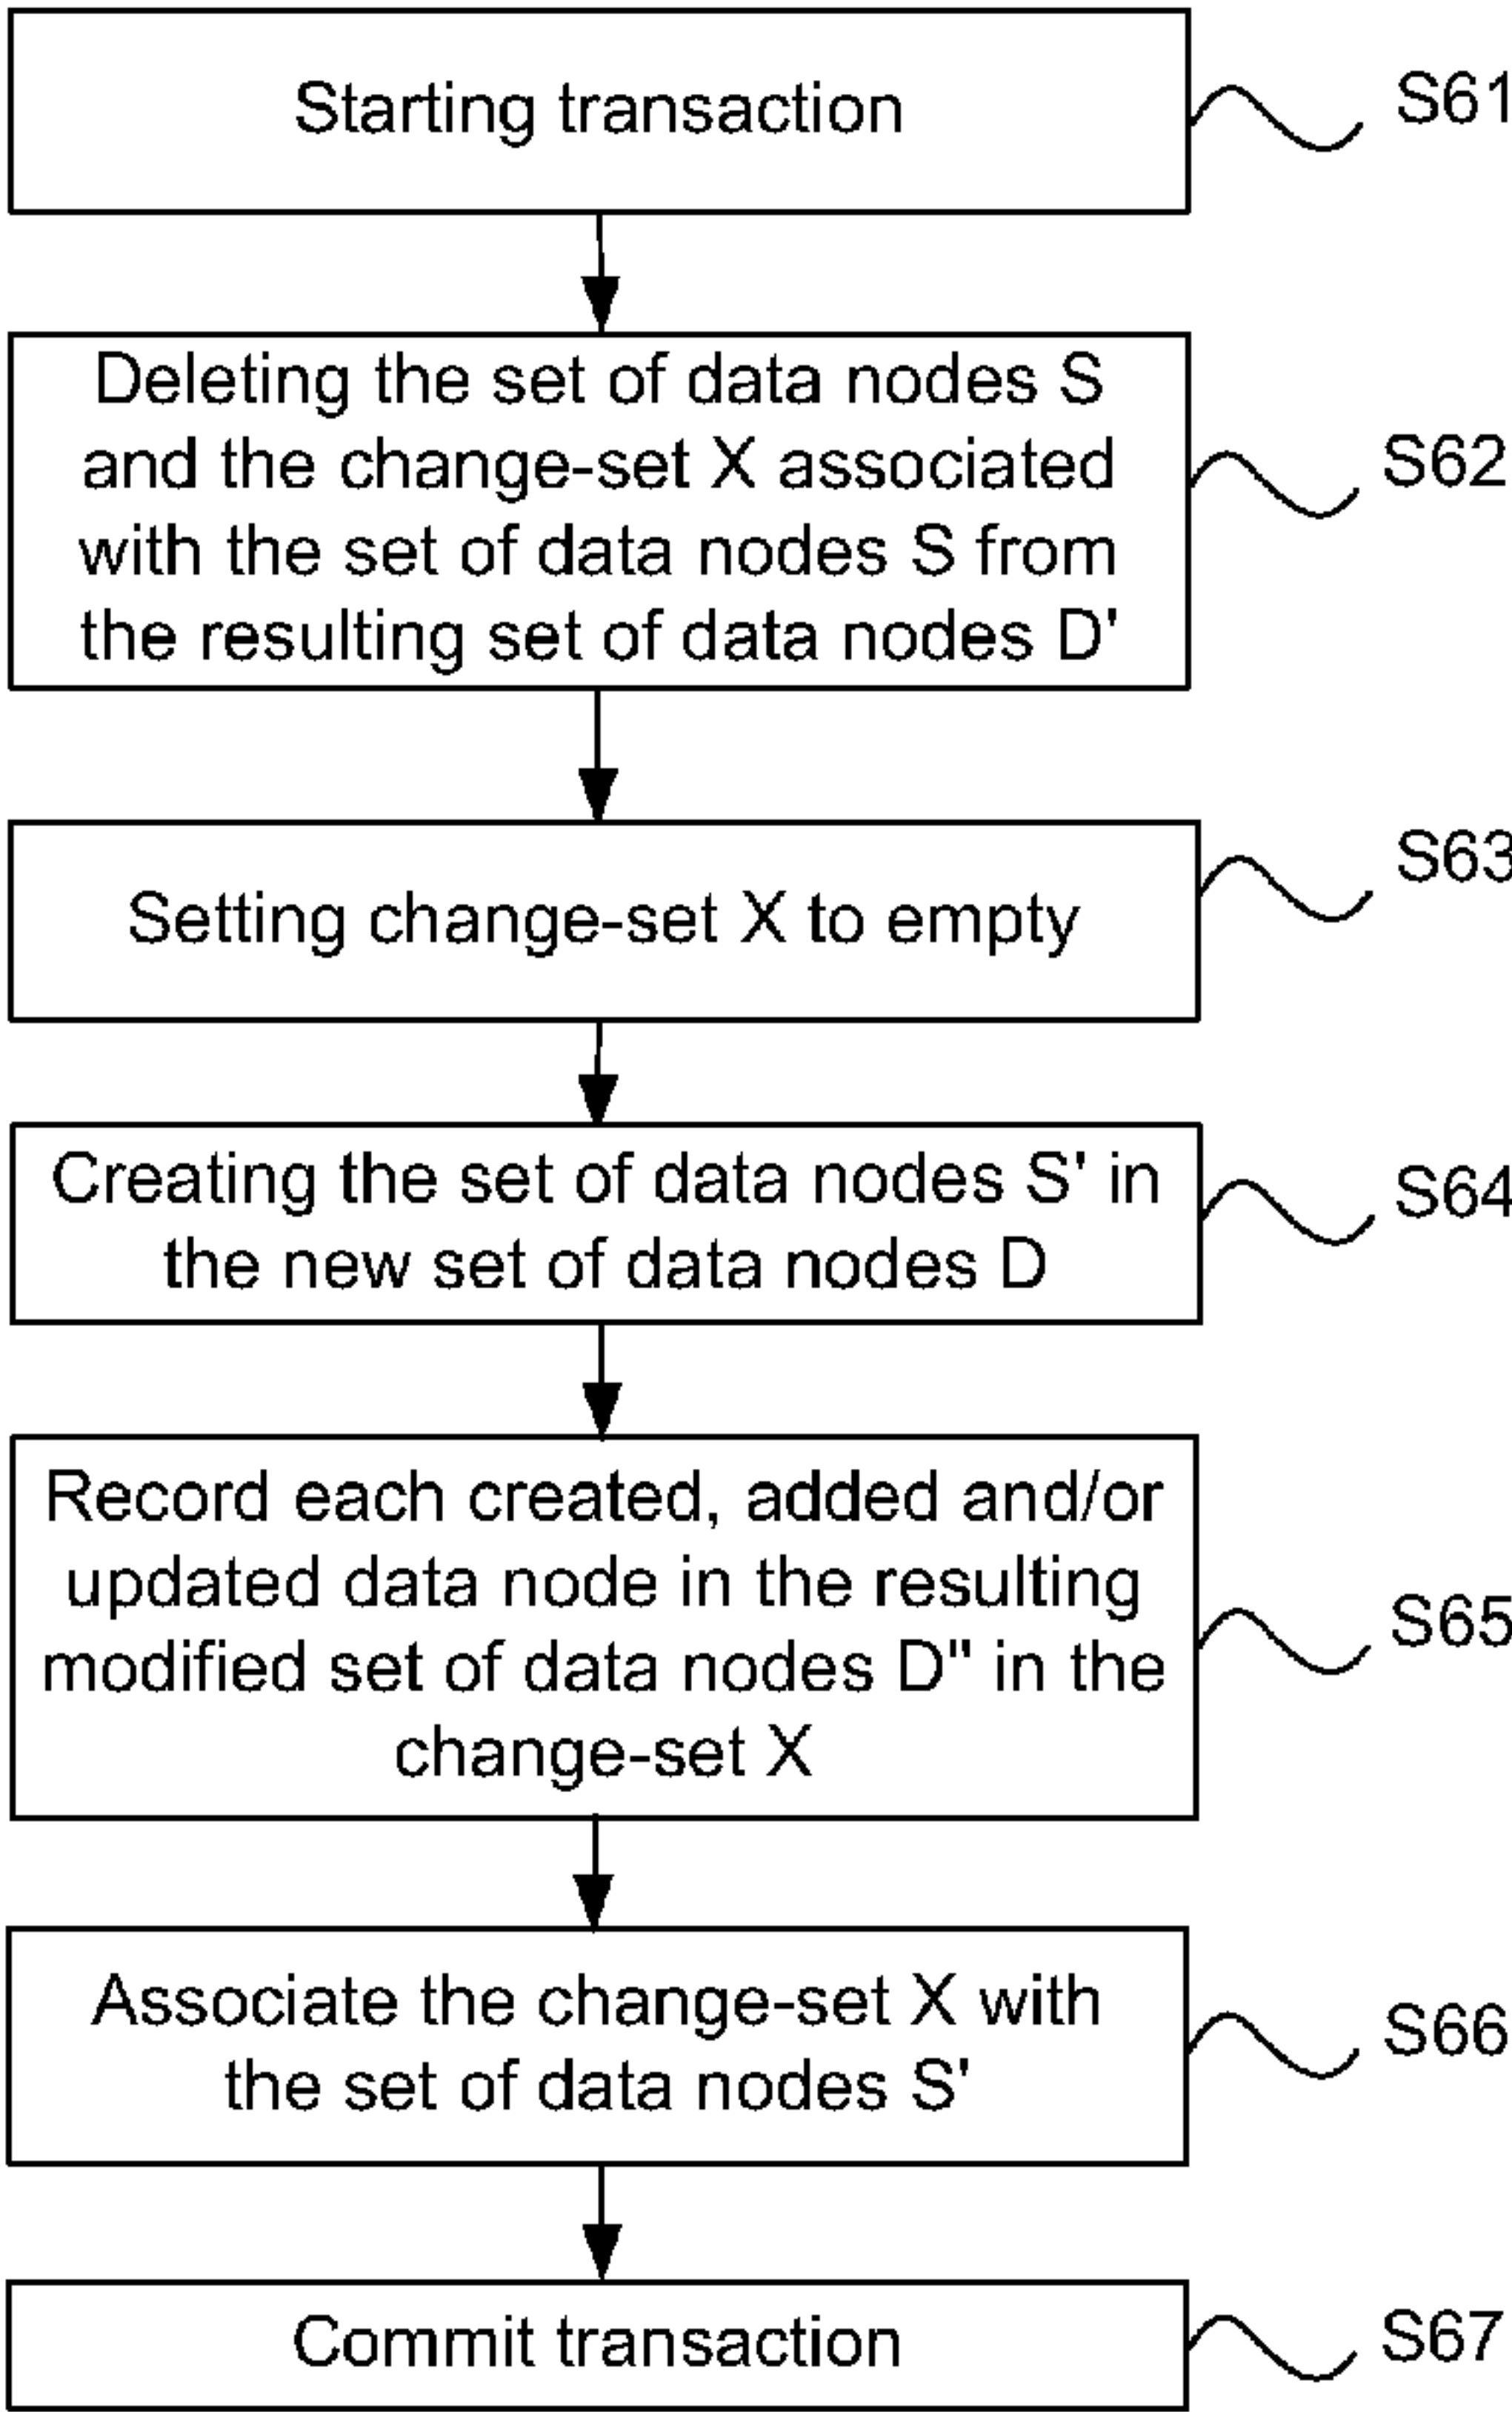 Starting transaction
S61
Deleting the set of data nodes S
and the change-set X associated
with the set of data nodes S from
the resulting set of data nodes D'
S62
Setting change-set X to empty
S63
Creating the set of data nodes S' in
the new set of data nodes D
S64
Record each created, added and/or
updated data node in the resulting
modified set of data nodes D" in the
change-set X
S65
Associate the change-set X with
the set of data nodes S'
S66
Commit transaction
S67